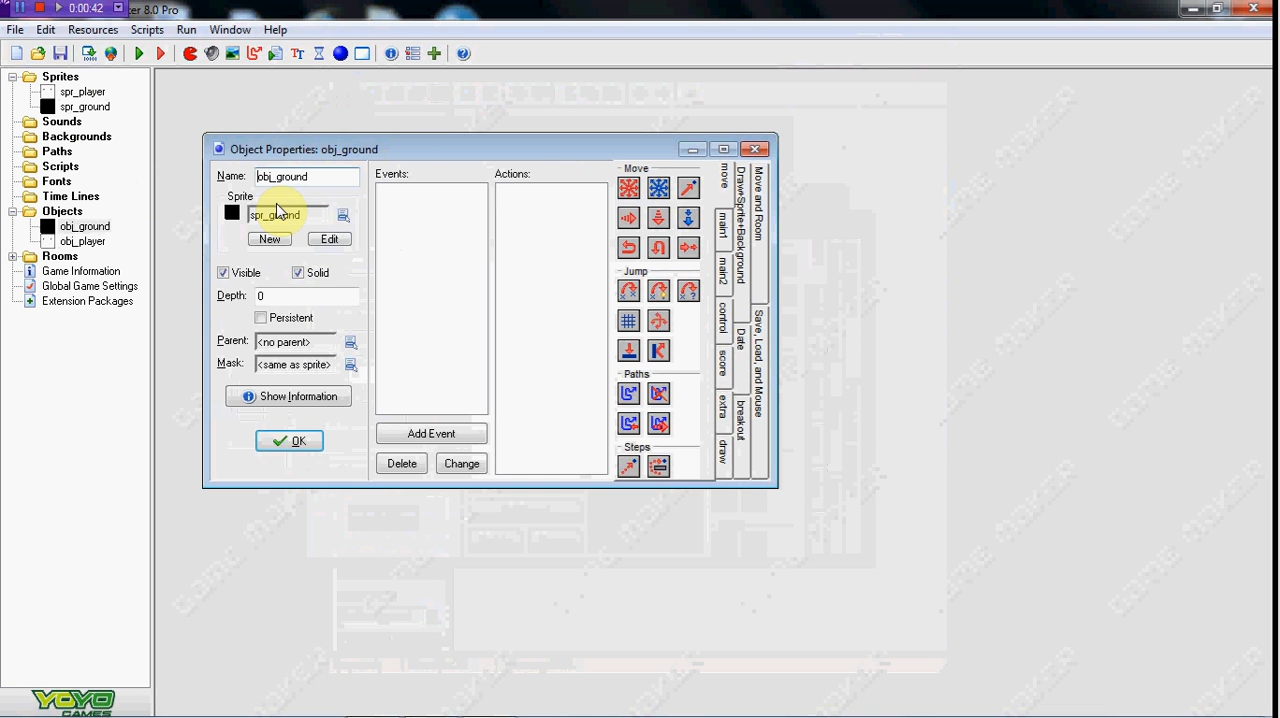 0:00:42
ker 8.0 Pro
File Edit Resources Scripts Run Window Help
Sprites
spr_player
spr_ground
Sounds
Backgrounds
Paths
Scripts
Fonts
Time Lines
Objects
obj_ground
obj_player
Rooms
Game Information
Global Game Settings
Extension Packages
YOYO
GAMES
Object Properties: obj_ground
Name: obj_ground
Sprite
spr_ground
New Edit
Visible Solid
Depth: 0
Persistent
Parent: <no parent>
Mask: <same as sprite>
Show Information
OK
Events:
Add Event
Delete Change
Actions:
Move
Jump
Paths
Steps
move
main1
main2
control
score
extra
draw
Draw+Sprite+Background
Date
breakout
Move and Room
Save, Load, and Mouse